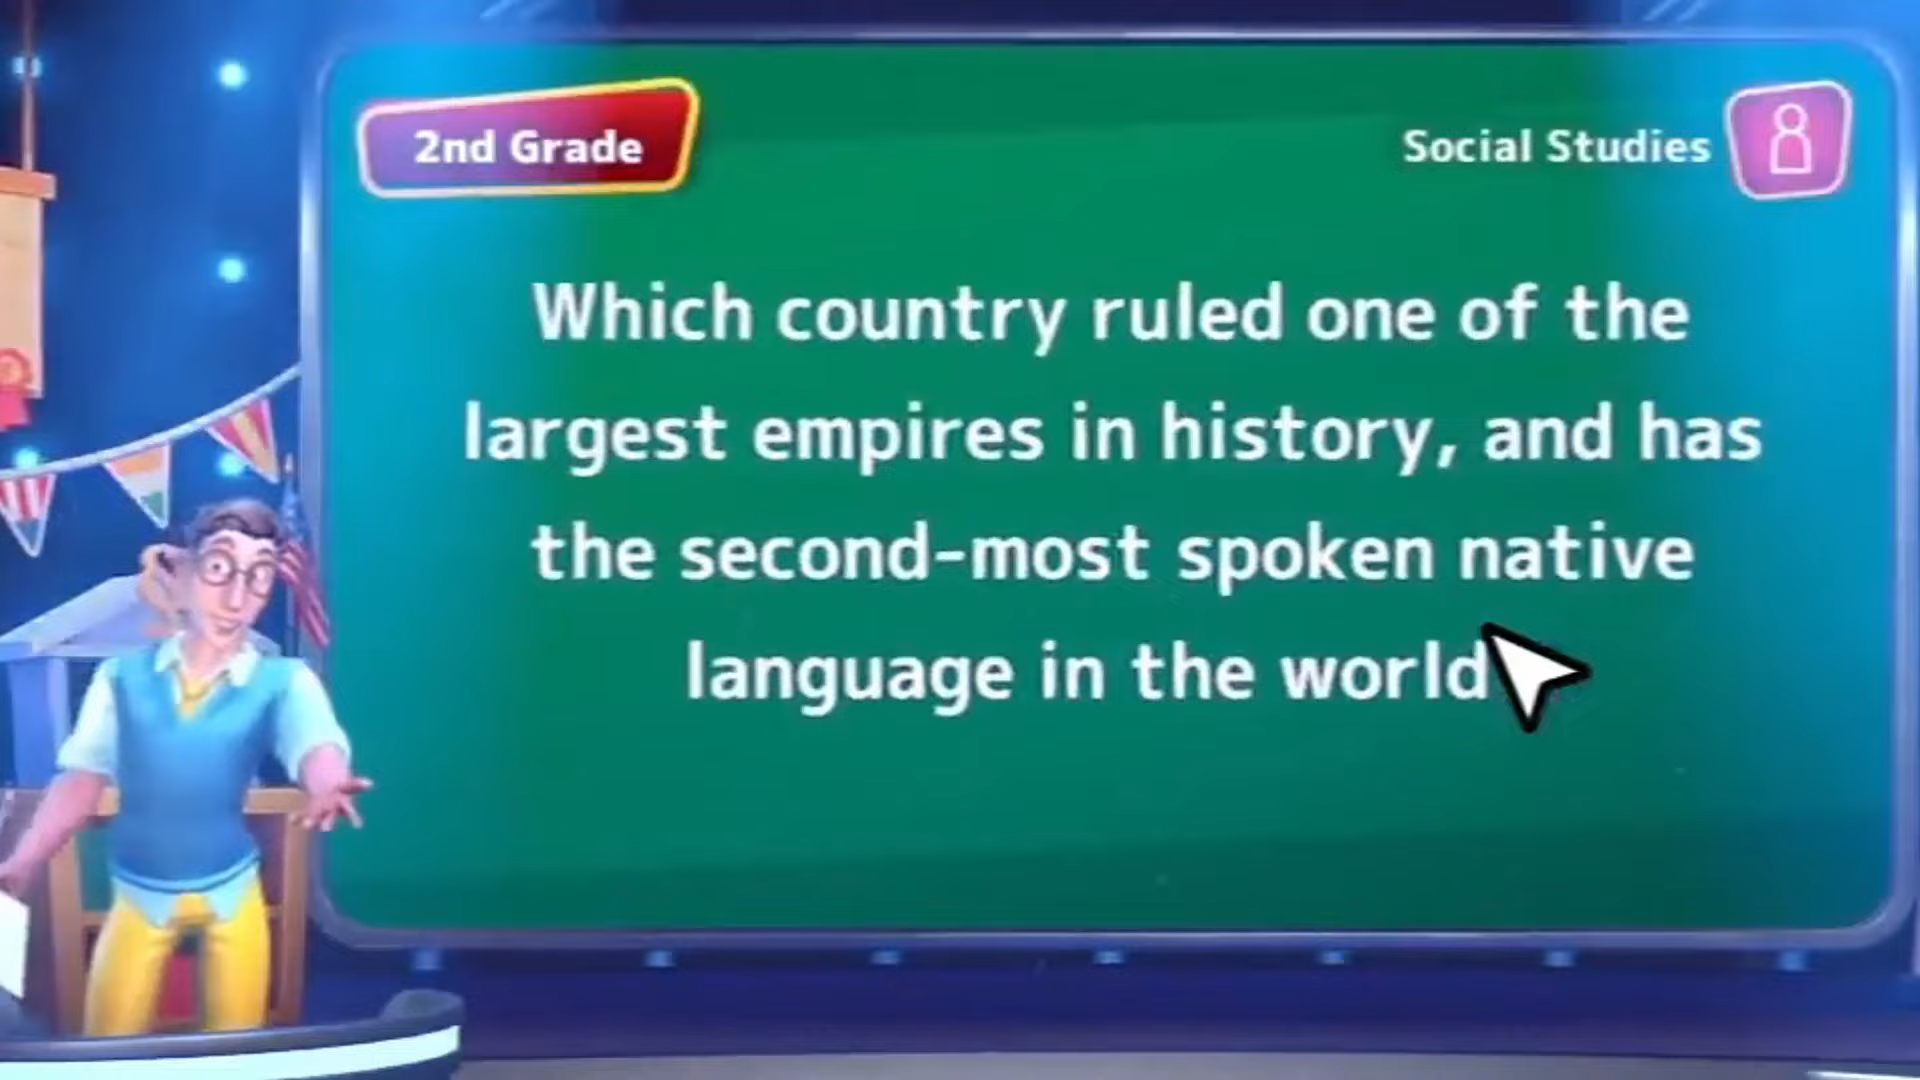 2nd Grade
Social Studies
Which country ruled one of the
largest empires in history, and has
the second-most spoken native
language in the world